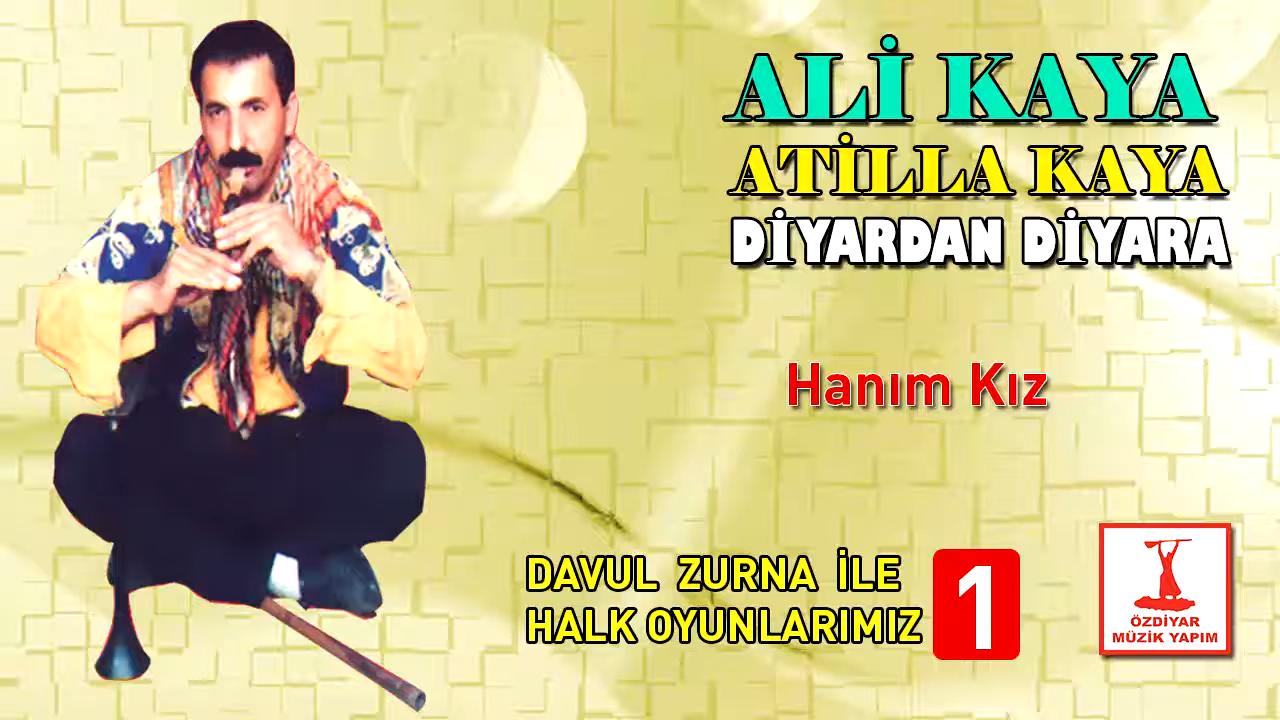 ALİ KAYA
ATİLLA KAYA
DİYARDAN DİYARA
Hanım Kız
DAVUL ZURNA İLE
HALK OYUNLARIMIZ
1
ÖZDİYAR
MÜZİK YAPIM